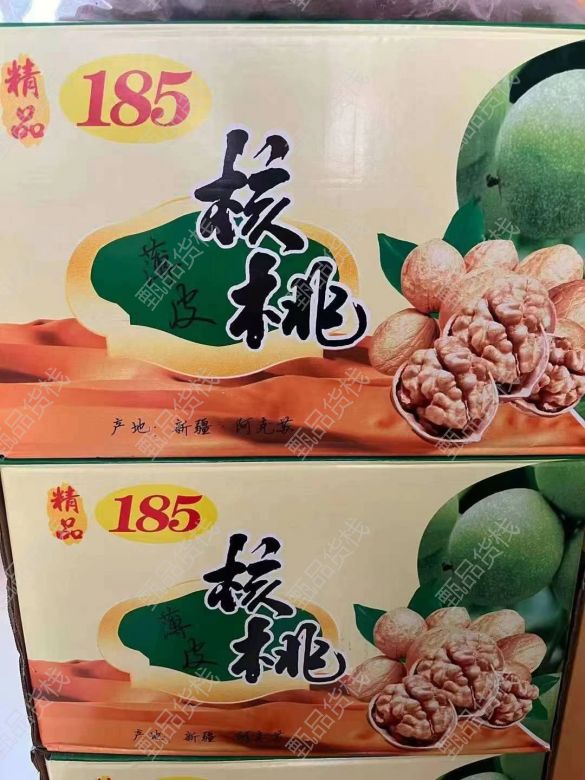 精品
185
核桃
薄皮
产地·新疆·阿克苏
精品
185
核桃
薄皮
产地 新疆 阿克苏
甄品货栈